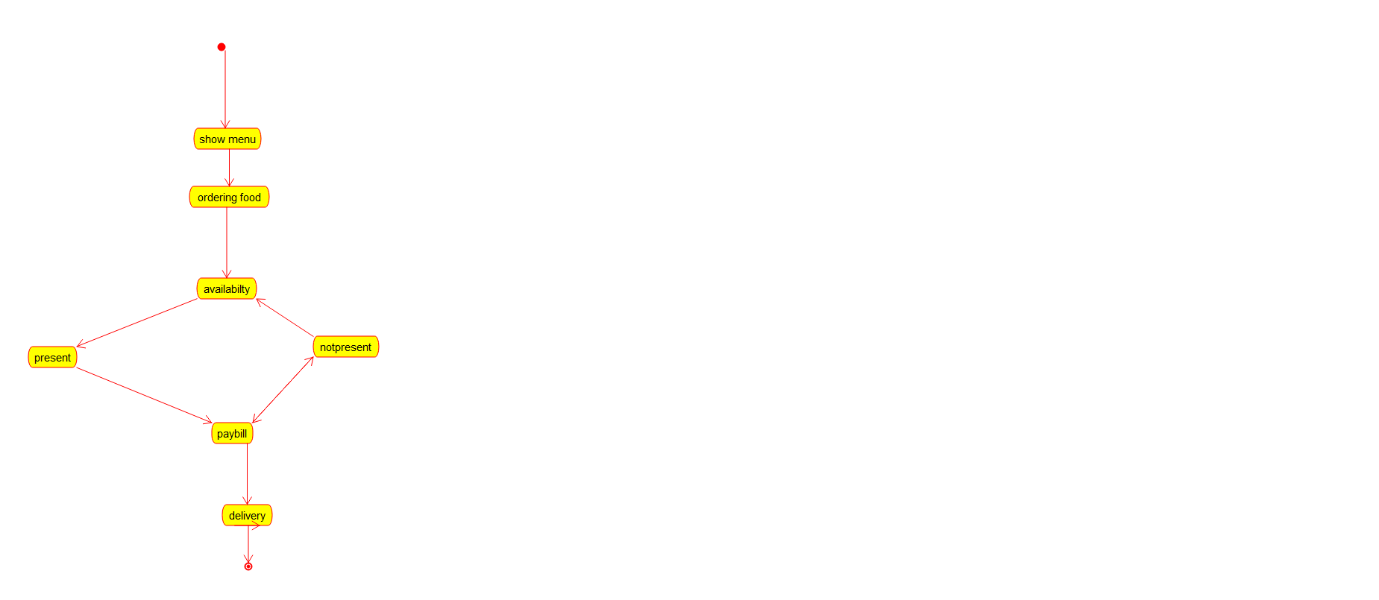 show menu
ordering food
availabilty
notpresent
present
paybill
delivery